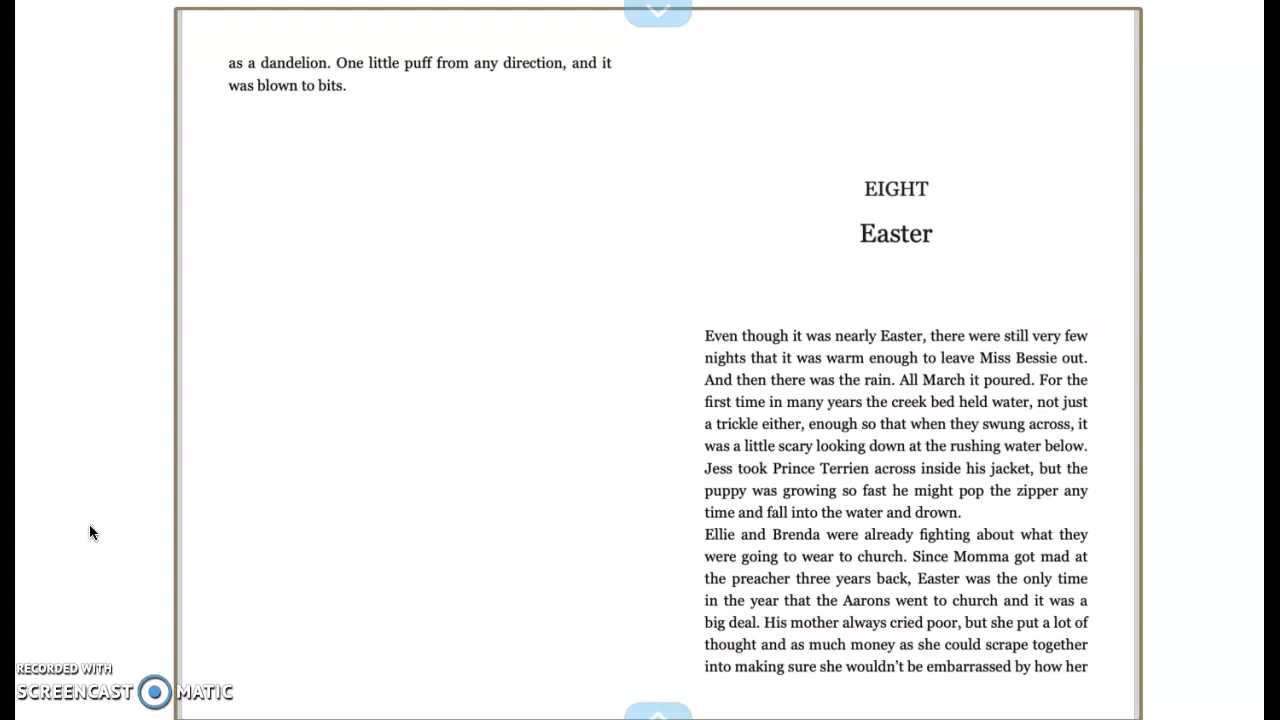 as a dandelion. One little puff from any direction, and it
was blown to bits.
EIGHT
Easter
Even though it was nearly Easter, there were still very few
nights that it was warm enough to leave Miss Bessie out.
And then there was the rain. All March it poured. For the
first time in many years the creek bed held water, not just
a trickle either, enough so that when they swung across, it
was a little scary looking down at the rushing water below.
Jess took Prince Terrien across inside his jacket, but the
puppy was growing so fast he might pop the zipper any
time and fall into the water and drown.
Ellie and Brenda were already fighting about what they
were going to wear to church. Since Momma got mad at
the preacher three years back, Easter was the only time
in the year that the Aarons went to church and it was a
big deal. His mother always cried poor, but she put a lot of
thought and as much money as she could scrape together
into making sure she wouldn't be embarrassed by how her
RECORDED WITH
SCREENCAST MATIC